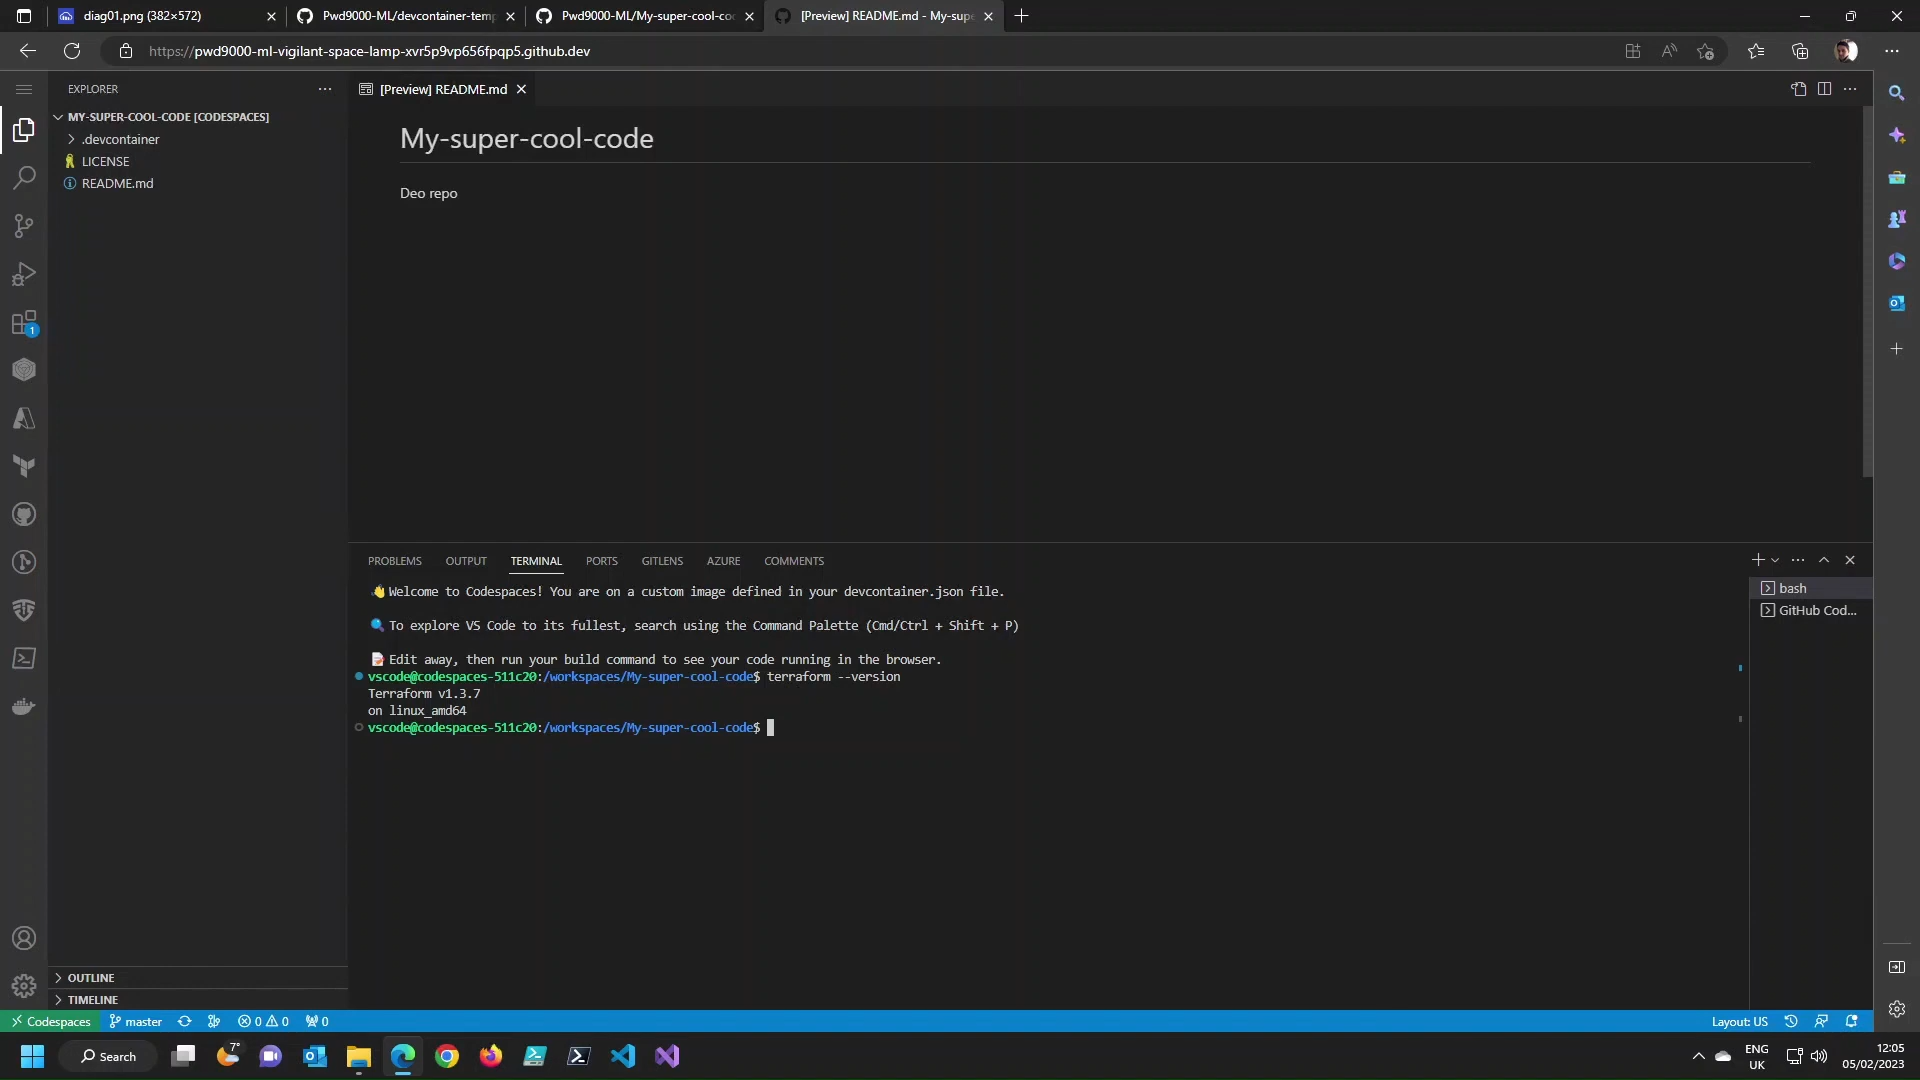 diag01.png (382×572)
Pwd9000-ML/devcontainer-temp
Pwd9000-ML/My-super-cool-co
[Preview] README.md - My-sup
https://pwd9000-ml-vigilant-space-lamp-xvr5p9vp656fpqp5.github.dev
EXPLORER
MY-SUPER-COOL-CODE [CODESPACES]
.devcontainer
LICENSE
README.md
[Preview] README.md
My-super-cool-code
Deo repo
1
PROBLEMS OUTPUT TERMINAL PORTS GITLENS AZURE COMMENTS
👋 Welcome to Codespaces! You are on a custom image defined in your devcontainer.json file.
🔍 To explore VS Code to its fullest, search using the Command Palette (Cmd/Ctrl + Shift + P)
📝 Edit away, then run your build command to see your code running in the browser.
vscode@codespaces-511c20:/workspaces/My-super-cool-code$ terraform --version
Terraform v1.3.7
on linux_amd64
vscode@codespaces-511c20:/workspaces/My-super-cool-code$
bash
GitHub Cod...
OUTLINE
TIMELINE
Codespaces master 0 0 0
Layout: US
Search
7°
ENG
UK
12:05
05/02/2023